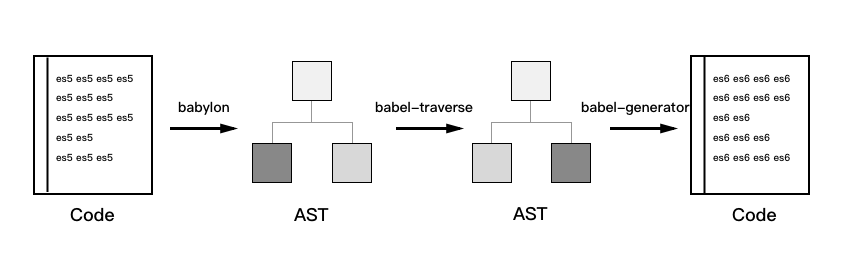 es5 es5 es5 es5
es5 es5 es5
es5 es5 es5 es5
es5 es5
es5 es5 es5
Code
babylon
AST
babel-traverse
AST
babel-generator
es6 es6 es6 es6
es6 es6 es6 es6
es6 es6
es6 es6 es6
es6 es6 es6 es6
Code